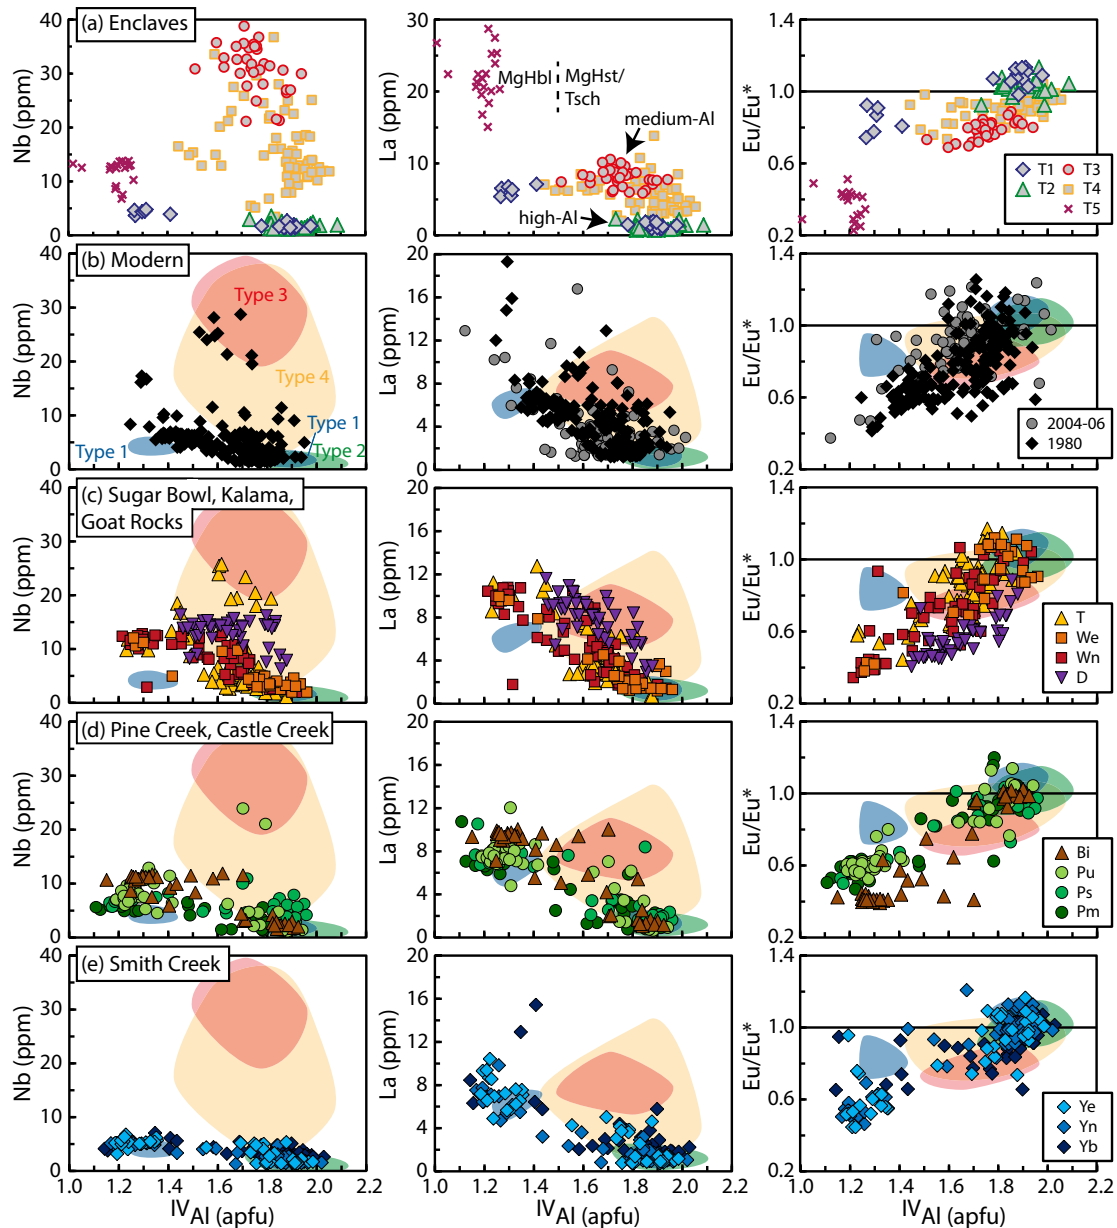 (a) Enclaves
Nb (ppm)
40
30
20
10
0
La (ppm)
30
20
10
0
MgHbl
MgHst/
Tsch
medium-Al
high-Al
Eu/Eu*
1.4
1.0
0.6
0.2
T1 T3
T2 T4
T5
(b) Modern
Nb (ppm)
40
30
20
10
0
Type 3
Type 4
Type 1
Type 1
Type 2
La (ppm)
20
16
12
8
4
0
Eu/Eu*
1.4
1.0
0.6
0.2
2004-06
1980
(c) Sugar Bowl, Kalama,
Goat Rocks
Nb (ppm)
40
30
20
10
0
La (ppm)
20
16
12
8
4
0
Eu/Eu*
1.4
1.0
0.6
0.2
T
We
Wn
D
(d) Pine Creek, Castle Creek
Nb (ppm)
40
30
20
10
0
La (ppm)
20
16
12
8
4
0
Eu/Eu*
1.4
1.0
0.6
0.2
Bi
Pu
Ps
Pm
(e) Smith Creek
Nb (ppm)
40
30
20
10
0
La (ppm)
20
16
12
8
4
0
Eu/Eu*
1.4
1.0
0.6
0.2
Ye
Yn
Yb
1.0 1.2 1.4 1.6 1.8 2.0 2.2
1.0 1.2 1.4 1.6 1.8 2.0 2.2
1.0 1.2 1.4 1.6 1.8 2.0 2.2
IVAl (apfu)
IVAl (apfu)
IVAl (apfu)